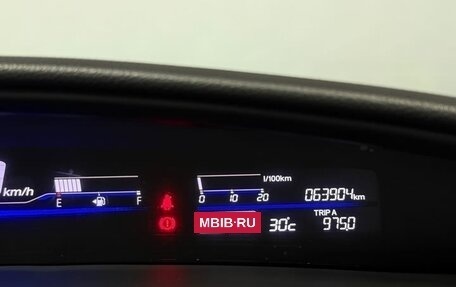 l/100km
km/h
E F
0 10 20
063904km
TRIP A
MBIB·RU
30°C
975.0